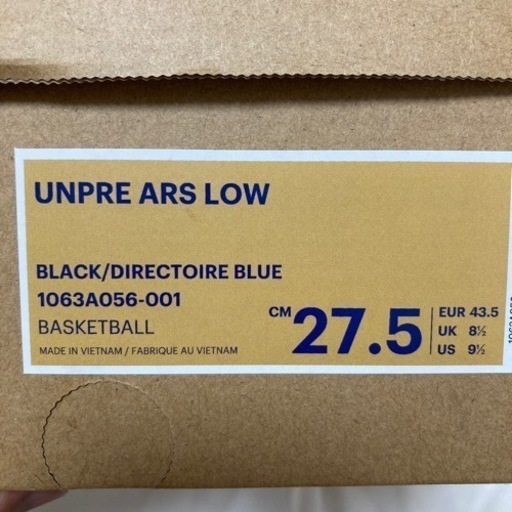 UNPRE ARS LOW
BLACK/DIRECTOIRE BLUE
1063A056-001
BASKETBALL
MADE IN VIETNAM / FABRIQUE AU VIETNAM
CM 27.5
EUR 43.5
UK 8½
US 9½